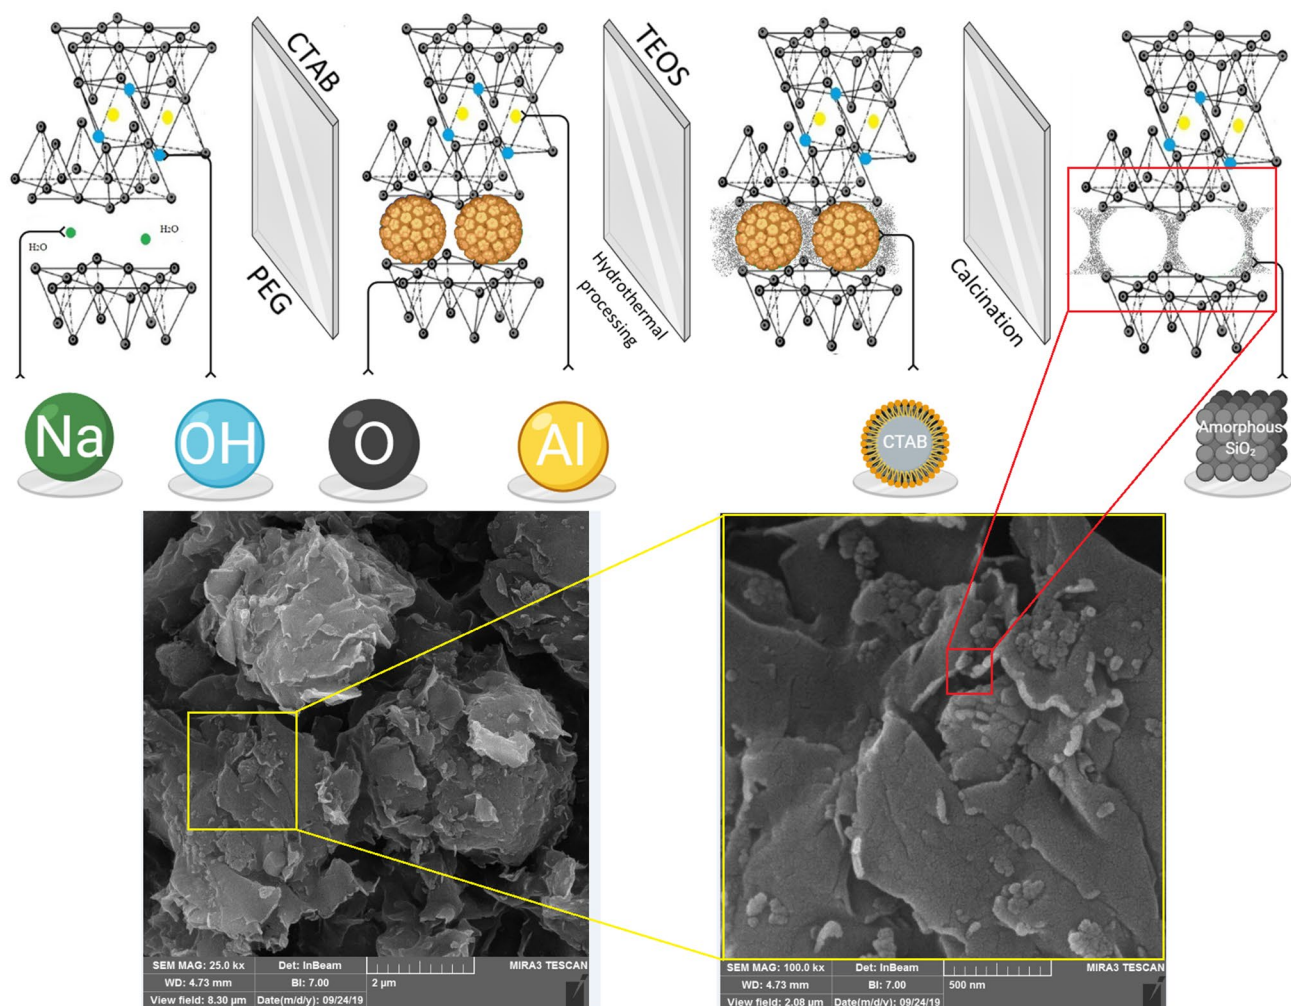 CTAB
PEG
TEOS
Hydrothermal
processing
Calcination
H₂O
H₂O
Na
OH
O
Al
CTAB
Amorphous
SiO₂
SEM MAG: 25.0 kx
Det: InBeam
WD: 4.73 mm
BI: 7.00
2 µm
View field: 8.30 µm
Date(m/d/y): 09/24/19
MIRA3 TESCAN
SEM MAG: 100.0 kx
Det: InBeam
WD: 4.73 mm
BI: 7.00
500 nm
View field: 2.08 µm
Date(m/d/y): 09/24/19
MIRA3 TESCAN